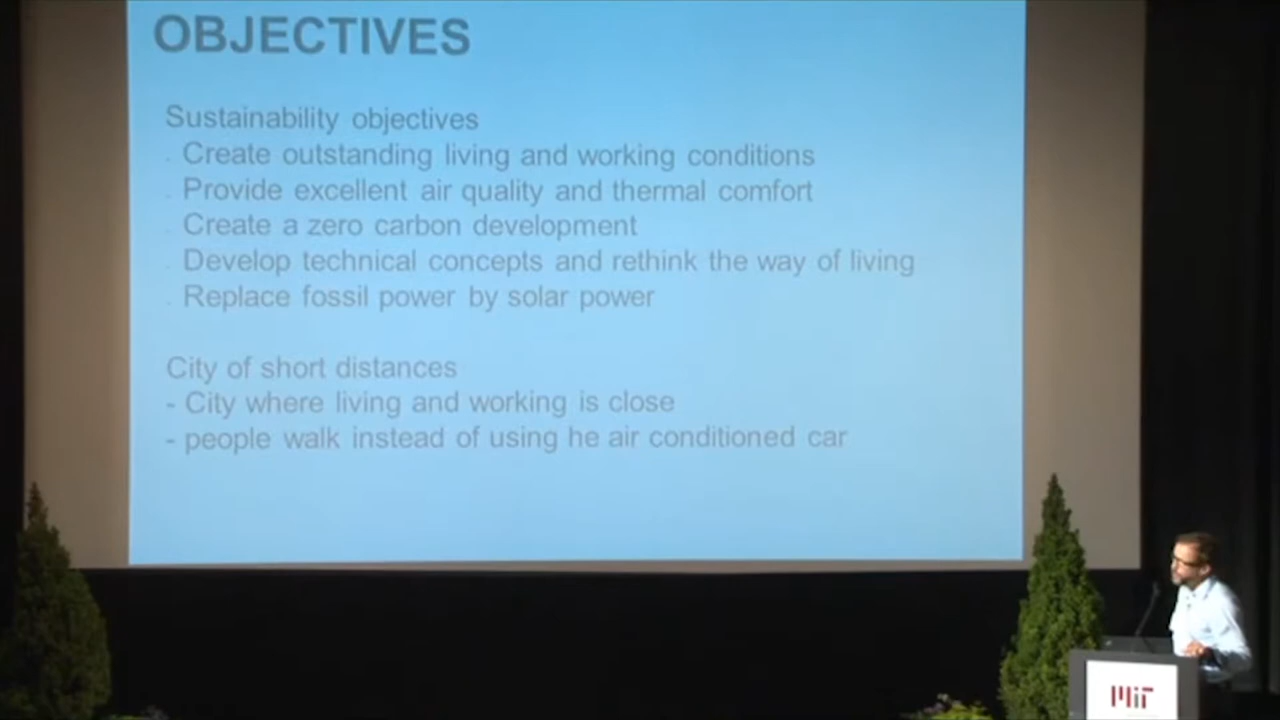 OBJECTIVES
Sustainability objectives
. Create outstanding living and working conditions
. Provide excellent air quality and thermal comfort
. Create a zero carbon development
. Develop technical concepts and rethink the way of living
. Replace fossil power by solar power
City of short distances
- City where living and working is close
- people walk instead of using he air conditioned car
MIT